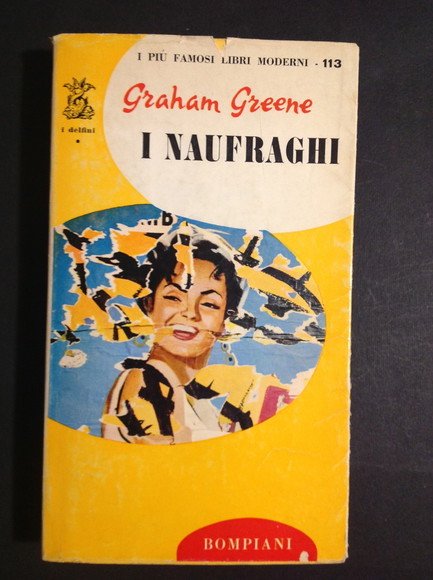 I PIÙ FAMOSI LIBRI MODERNI - 113
i delfini
Graham Greene
I NAUFRAGHI
BOMPIANI